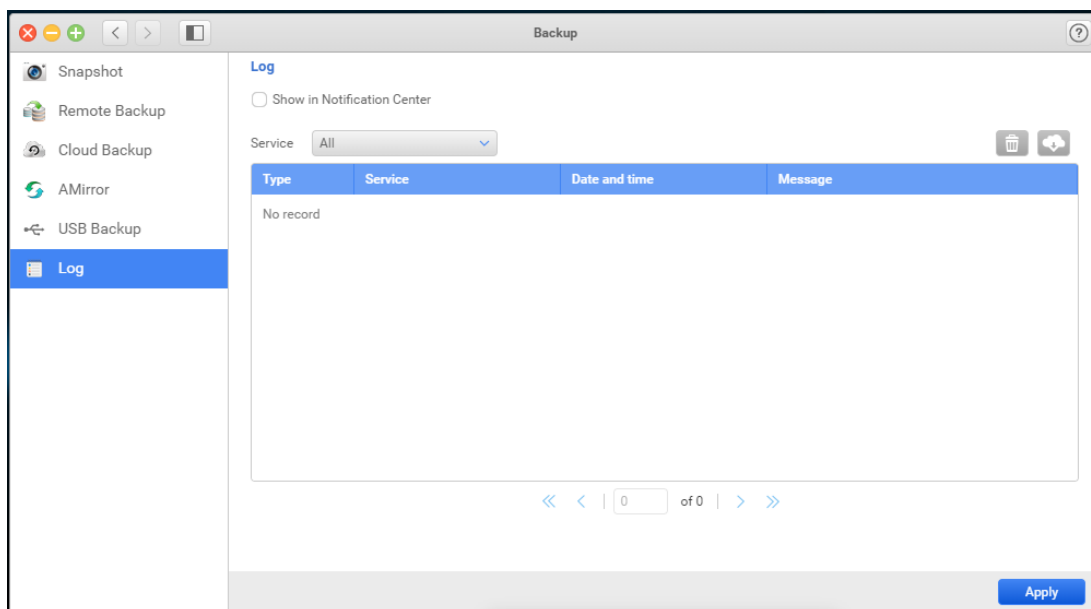 Backup
?
Snapshot
Remote Backup
Cloud Backup
AMirror
USB Backup
Log
Log
Show in Notification Center
Service All
Type Service Date and time Message
No record
0 of 0
Apply